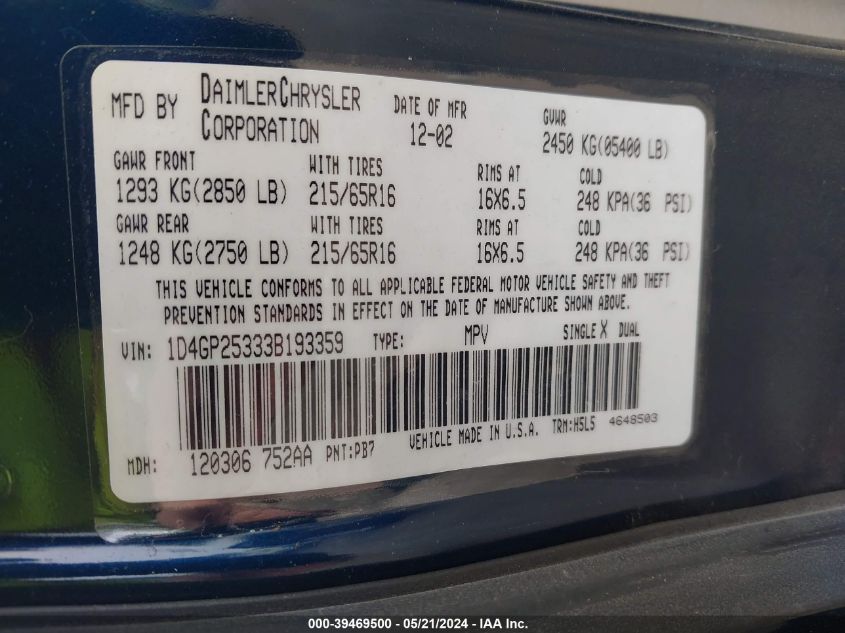 MFD BY DAIMLERCHRYSLER CORPORATION DATE OF MFR 12-02 GVWR 2450 KG(05400 LB)
GAWR FRONT WITH TIRES RIMS AT COLD
1293 KG(2850 LB) 215/65R16 16X6.5 248 KPA(36 PSI)
GAWR REAR WITH TIRES RIMS AT COLD
1248 KG(2750 LB) 215/65R16 16X6.5 248 KPA(36 PSI)
THIS VEHICLE CONFORMS TO ALL APPLICABLE FEDERAL MOTOR VEHICLE SAFETY AND THEFT
PREVENTION STANDARDS IN EFFECT ON THE DATE OF MANUFACTURE SHOWN ABOVE.
VIN: 1D4GP25333B193359 TYPE: MPV SINGLE X DUAL
VEHICLE MADE IN U.S.A. TRM:H5L5 4648503
MDH: 120306 752AA PNT:PB7
000-39469500 / 05/21/2024 - IAA Inc.